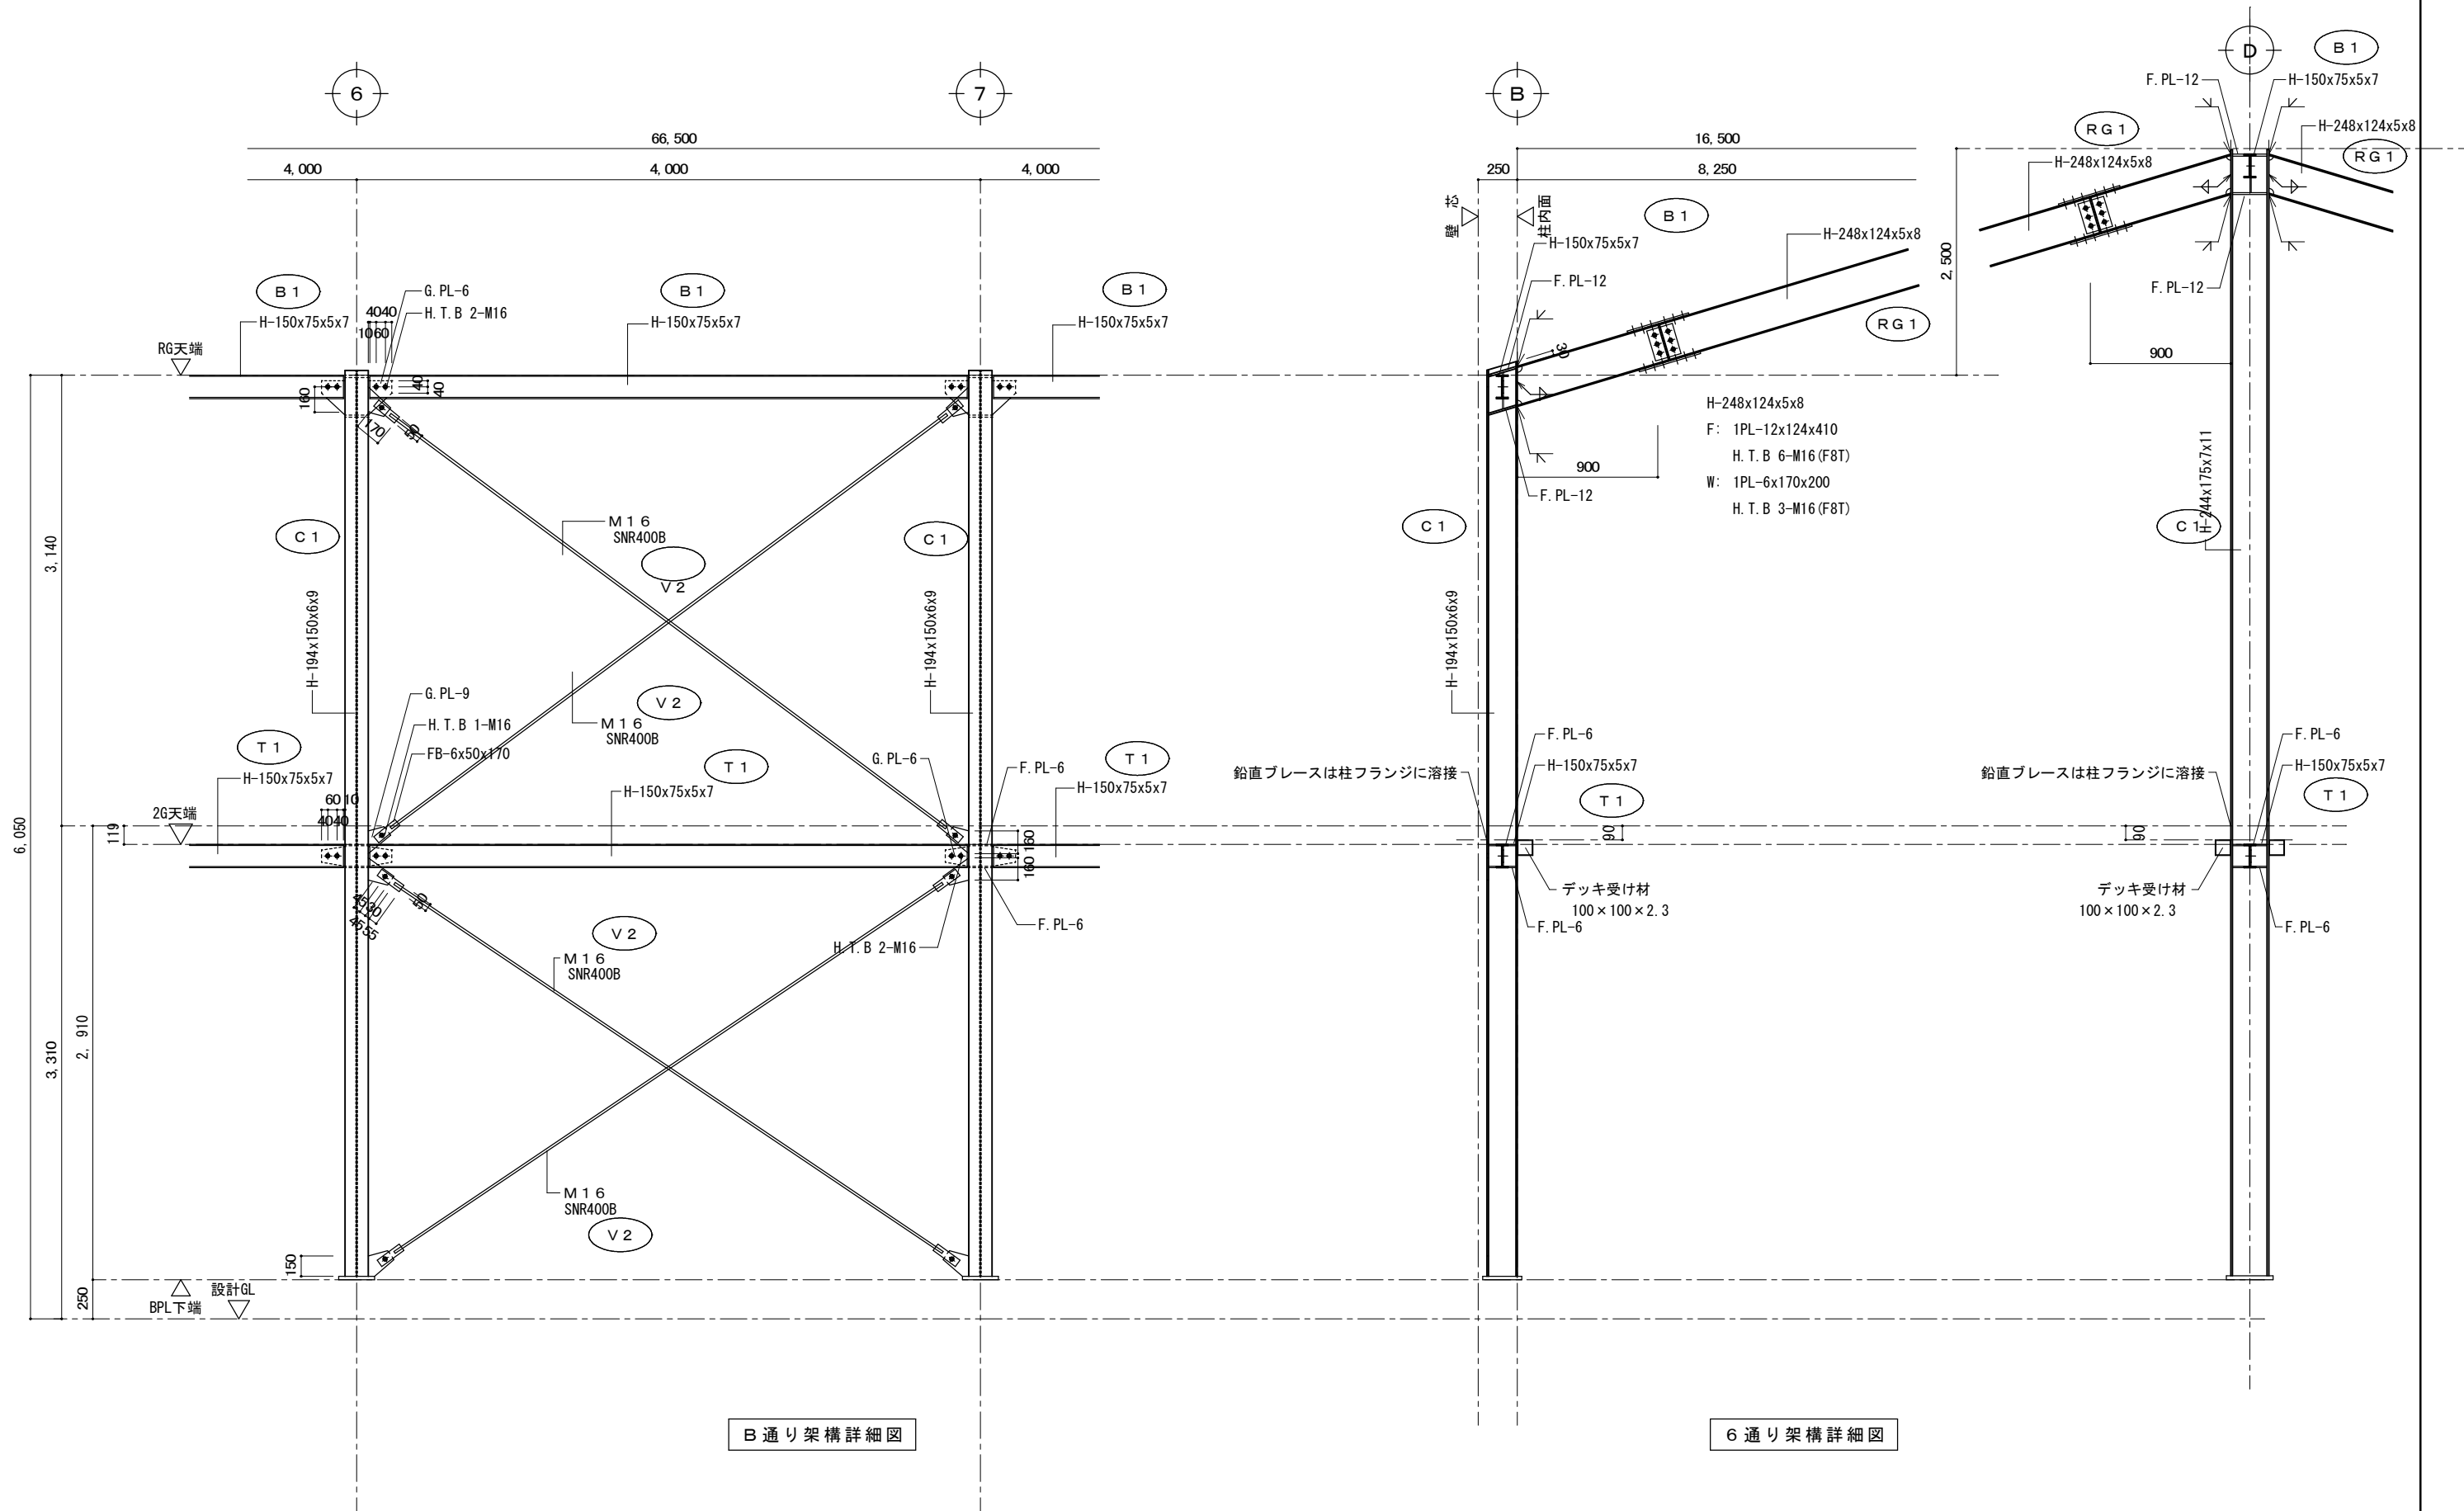 6
7
66,500
4,000
4,000
4,000
B1
H-150x75x5x7
4040
1060
G.PL-6
H.T.B 2-M16
B1
H-150x75x5x7
B1
H-150x75x5x7
RG天端
160
40
40
170
50
M16
SNR400B
C1
V2
C1
H-194x150x6x9
H-194x150x6x9
3,140
6,050
G.PL-9
H.T.B 1-M16
FB-6x50x170
V2
M16
SNR400B
T1
H-150x75x5x7
T1
H-150x75x5x7
G.PL-6
F.PL-6
T1
H-150x75x5x7
6010
4040
2G天端
119
160
160
4530
4555
50
V2
M16
SNR400B
H.T.B 2-M16
F.PL-6
2,910
3,310
M16
SNR400B
V2
150
250
BPL下端
設計GL
B通り架構詳細図
B
D
B1
F.PL-12
H-150x75x5x7
RG1
H-248x124x5x8
H-248x124x5x8
RG1
16,500
250
8,250
壁芯
柱内面
B1
H-150x75x5x7
F.PL-12
H-248x124x5x8
RG1
2,500
F.PL-12
900
30
H-248x124x5x8
F: 1PL-12x124x410
H.T.B 6-M16(F8T)
W: 1PL-6x170x200
H.T.B 3-M16(F8T)
900
F.PL-12
C1
H-194x150x6x9
H-244x175x7x11
C1
F.PL-6
H-150x75x5x7
鉛直ブレースは柱フランジに溶接
T1
90
デッキ受け材
100×100×2.3
F.PL-6
F.PL-6
H-150x75x5x7
鉛直ブレースは柱フランジに溶接
T1
90
デッキ受け材
100×100×2.3
F.PL-6
6通り架構詳細図